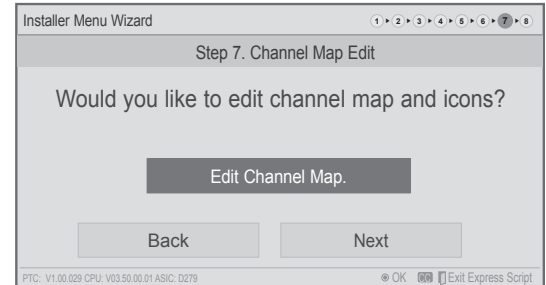 Installer Menu Wizard 1 ▸ 2 ▸ 3 ▸ 4 ▸ 5 ▸ 6 ▸ 7 ▸ 8
Step 7. Channel Map Edit
Would you like to edit channel map and icons?
Edit Channel Map.
Back Next
PTC: V1.00.029 CPU: V03.50.00.01 ASIC: D279 OK CC Exit Express Script